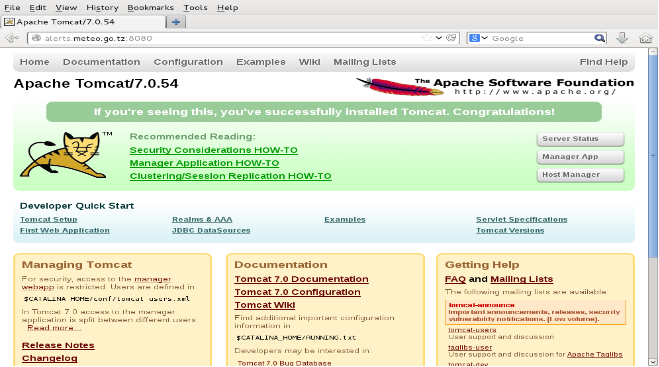 File Edit View History Bookmarks Tools Help
Apache Tomcat/7.0.54
alerts.meteo.go.tz:8080
Google
Home Documentation Configuration Examples Wiki Mailing Lists Find Help
Apache Tomcat/7.0.54
The Apache Software Foundation
http://www.apache.org/
If you're seeing this, you've successfully installed Tomcat. Congratulations!
TM
Recommended Reading:
Security Considerations HOW-TO
Manager Application HOW-TO
Clustering/Session Replication HOW-TO
Server Status
Manager App
Host Manager
Developer Quick Start
Tomcat Setup
First Web Application
Realms & AAA
JDBC DataSources
Examples
Servlet Specifications
Tomcat Versions
Managing Tomcat
For security, access to the manager
webapp is restricted. Users are defined in:
$CATALINA_HOME/conf/tomcat-users.xml
In Tomcat 7.0 access to the manager
application is split between different users.
Read more...
Release Notes
Changelog
Documentation
Tomcat 7.0 Documentation
Tomcat 7.0 Configuration
Tomcat Wiki
Find additional important configuration
information in:
$CATALINA_HOME/RUNNING.txt
Developers may be interested in:
Tomcat 7.0 Bug Database
Getting Help
FAQ and Mailing Lists
The following mailing lists are available:
tomcat-announce
Important announcements, releases, security
vulnerability notifications. (Low volume).
tomcat-users
User support and discussion
taglibs-user
User support and discussion for Apache Taglibs
tomcat-dev